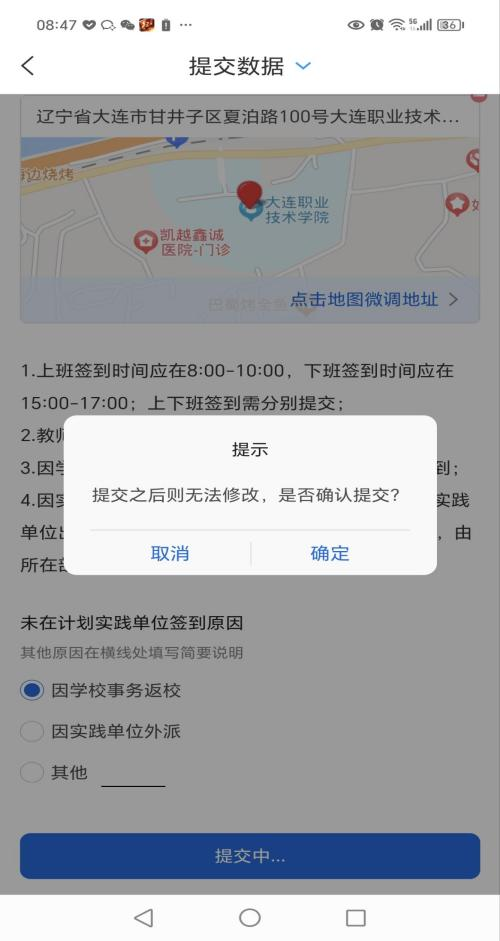 08:47
5G
36
提交数据
辽宁省大连市甘井子区夏泊路100号大连职业技术...
海边烧烤
大连职业
技术学院
凯越鑫诚
医院-门诊
巴蜀烤全鱼
点击地图微调地址
1.上班签到时间应在8:00-10:00，下班签到时间应在
15:00-17:00；上下班签到需分别提交；
2.教师
3.因学
到；
4.因实
实践
单位出
，由
所在部
提示
提交之后则无法修改，是否确认提交？
取消
确定
未在计划实践单位签到原因
其他原因在横线处填写简要说明
因学校事务返校
因实践单位外派
其他
提交中...